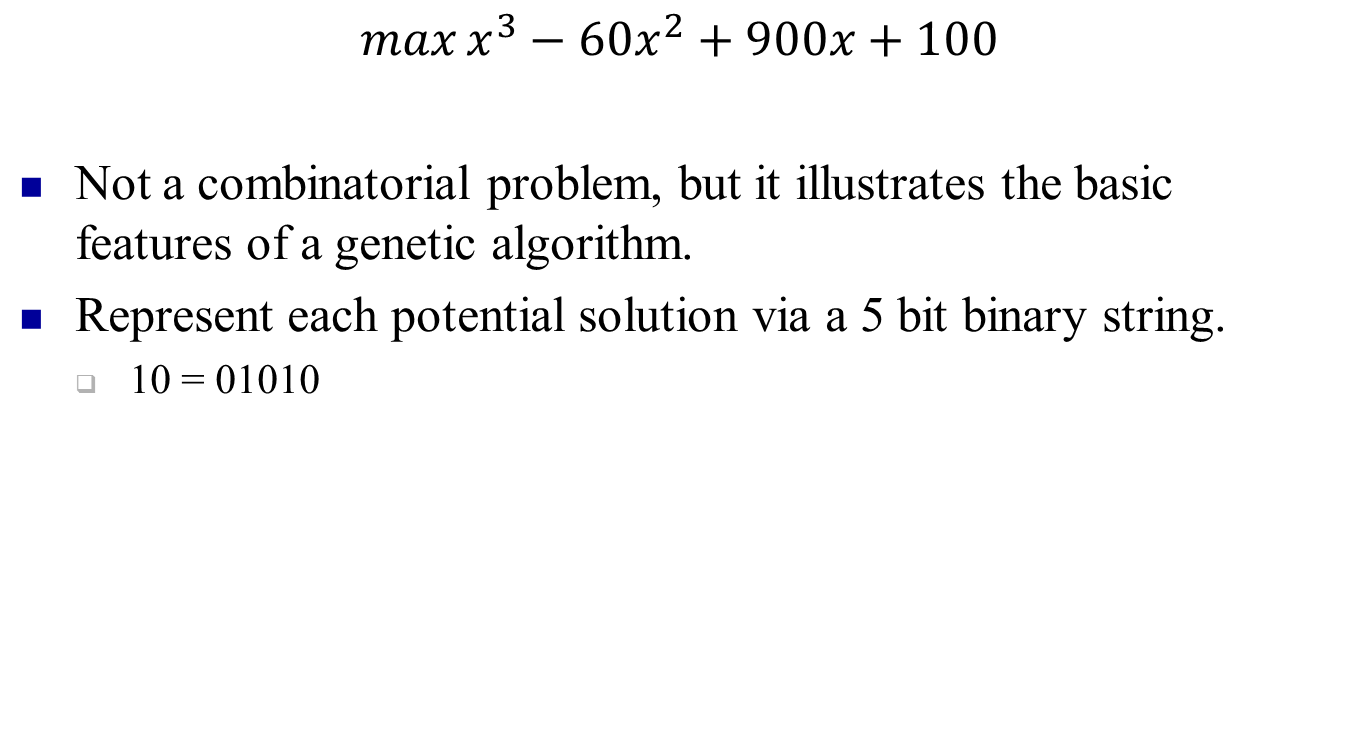 max x³ − 60x² + 900x + 100
Not a combinatorial problem, but it illustrates the basic
features of a genetic algorithm.
Represent each potential solution via a 5 bit binary string.
10 = 01010